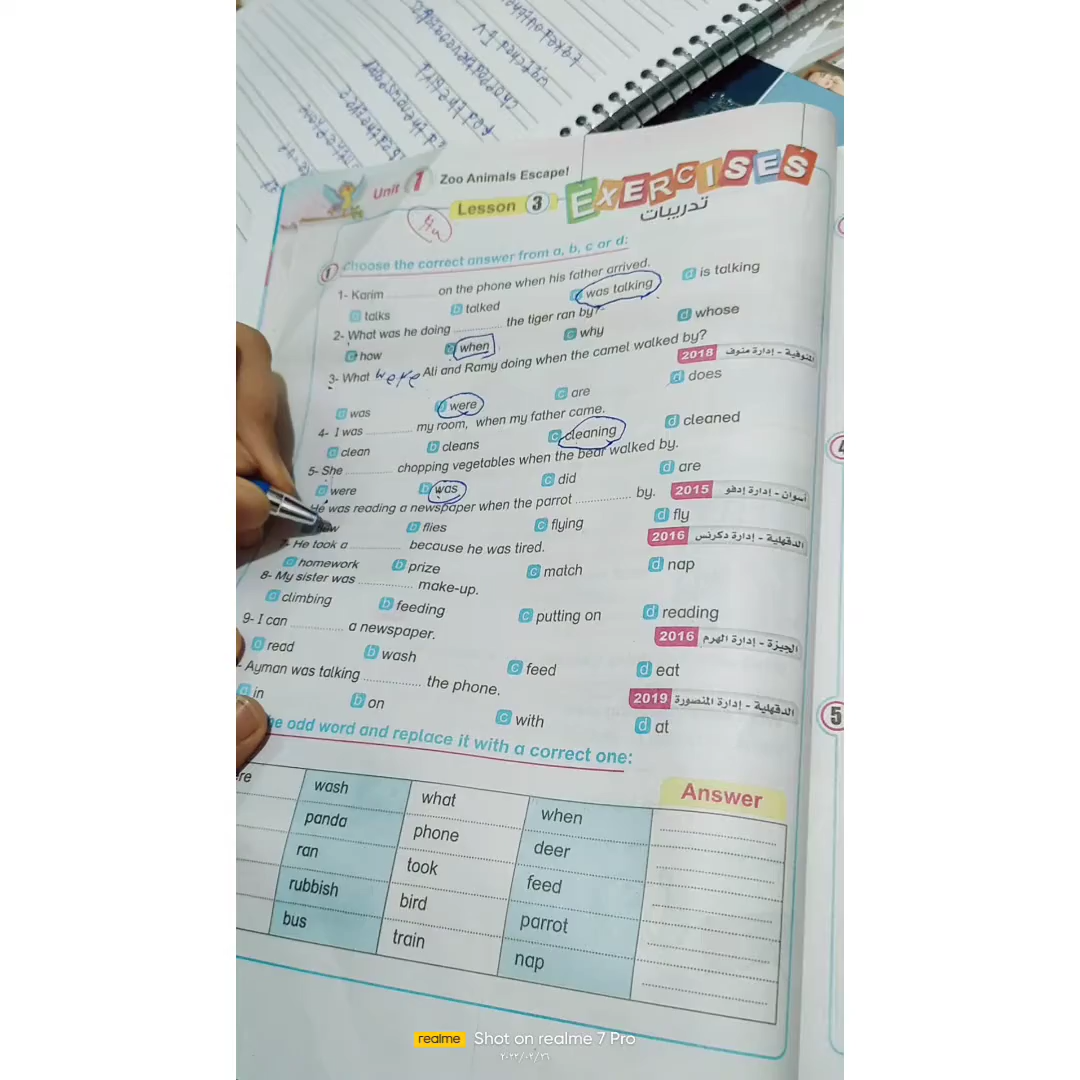 Unit 1 Zoo Animals Escape!
Lesson 3
EXERCISES
تدريبات
1 Choose the correct answer from a, b, c or d:
1- Karim ............ on the phone when his father arrived.
a talks b talked c was talking d is talking
2- What was he doing ............ the tiger ran by?
a how b when c why d whose
3- What were Ali and Ramy doing when the camel walked by?
المنوفية - إدارة منوف 2018
a was b were c are d does
4- I was ............ my room, when my father came.
a clean b cleans c cleaning d cleaned
5- She ............ chopping vegetables when the bear walked by.
a were b was c did d are
He was reading a newspaper when the parrot ............ by. أسوان - إدارة إدفو 2015
b flies c flying d fly
7- He took a ............ because he was tired. الدقهلية - إدارة دكرنس 2016
a homework b prize c match d nap
8- My sister was ............ make-up.
a climbing b feeding c putting on d reading
9- I can ............ a newspaper. الجيزة - إدارة الهرم 2016
a read b wash c feed d eat
- Ayman was talking ............ the phone. الدقهلية - إدارة المنصورة 2019
a in b on c with d at
he odd word and replace it with a correct one:
Answer
re wash what when
panda phone deer
ran took feed
rubbish bird parrot
bus train nap
5
realme Shot on realme 7 Pro
٢٠٢٢/٠٢/٢٦